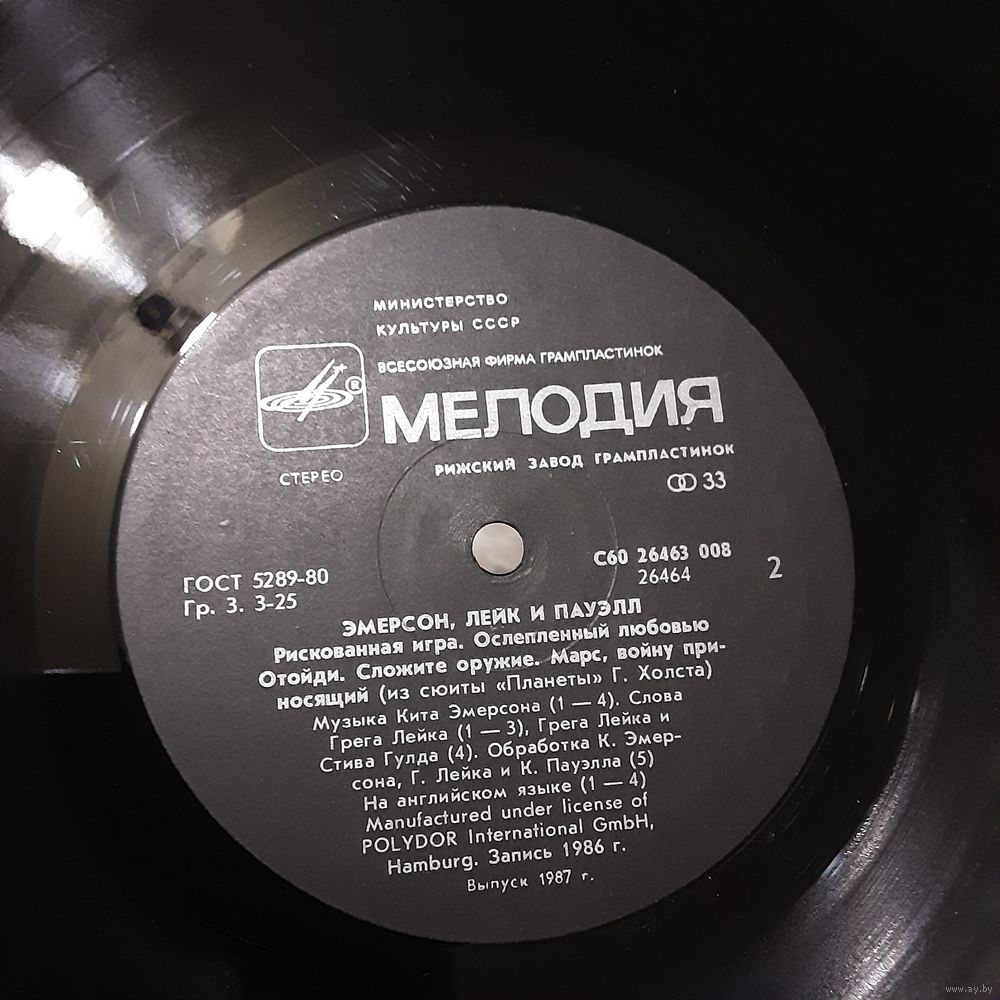 МИНИСТЕРСТВО
КУЛЬТУРЫ СССР
ВСЕСОЮЗНАЯ ФИРМА ГРАМПЛАСТИНОК
®
МЕЛОДИЯ
СТЕРЕО
РИЖСКИЙ ЗАВОД ГРАМПЛАСТИНОК
33
ГОСТ 5289-80
Гр. 3. 3-25
С60 26463 008
26464
2
ЭМЕРСОН, ЛЕЙК И ПАУЭЛЛ
Рискованная игра. Ослепленный любовью
Отойди. Сложите оружие. Марс, войну при-
носящий (из сюиты «Планеты» Г. Холста)
Музыка Кита Эмерсона (1 — 4). Слова
Грега Лейка (1 — 3), Грега Лейка и
Стива Гулда (4). Обработка К. Эмер-
сона, Г. Лейка и К. Пауэлла (5)
На английском языке (1 — 4)
Manufactured under license of
POLYDOR International GmbH,
Hamburg. Запись 1986 г.
Выпуск 1987 г.
www.ay.by